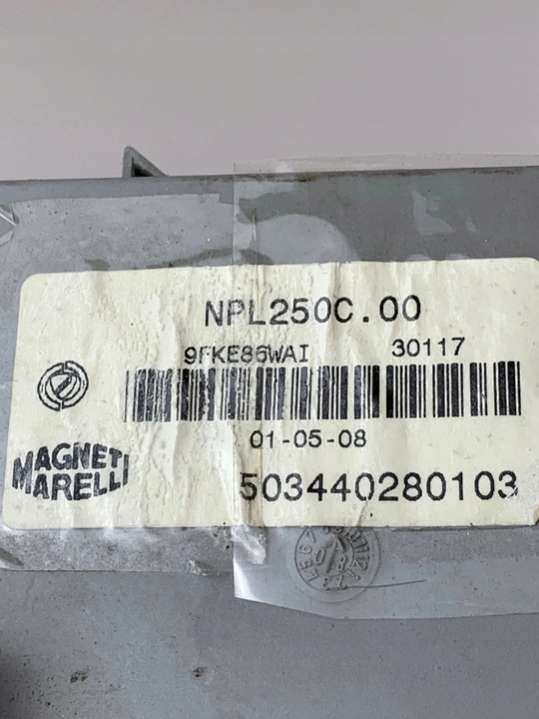 NPL250C.00
9FKE86WAI 30117
01-05-08
MAGNETI
MARELLI
503440280103